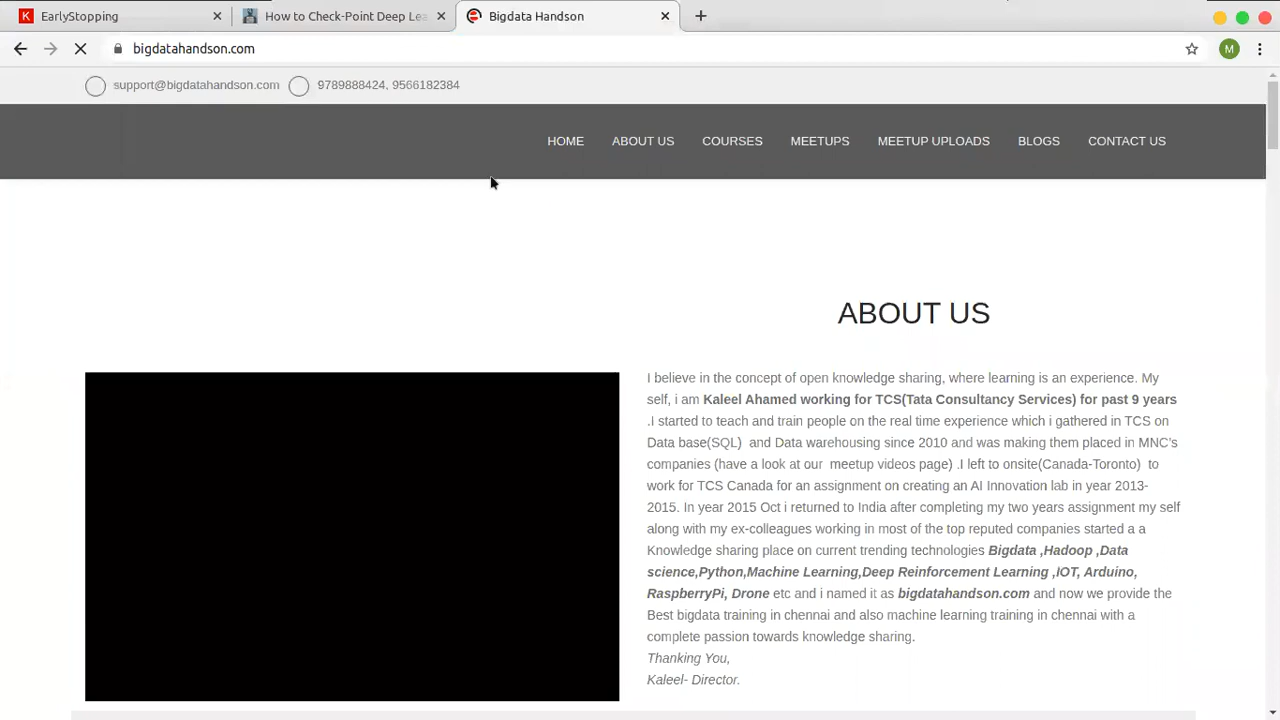 EarlyStopping
How to Check-Point Deep Lea
Bigdata Handson
bigdatahandson.com
M
support@bigdatahandson.com
9789888424, 9566182384
HOME
ABOUT US
COURSES
MEETUPS
MEETUP UPLOADS
BLOGS
CONTACT US
ABOUT US
I believe in the concept of open knowledge sharing, where learning is an experience. My
self, i am Kaleel Ahamed working for TCS(Tata Consultancy Services) for past 9 years
.I started to teach and train people on the real time experience which i gathered in TCS on
Data base(SQL) and Data warehousing since 2010 and was making them placed in MNC's
companies (have a look at our meetup videos page) .I left to onsite(Canada-Toronto) to
work for TCS Canada for an assignment on creating an AI Innovation lab in year 2013-
2015. In year 2015 Oct i returned to India after completing my two years assignment my self
along with my ex-colleagues working in most of the top reputed companies started a a
Knowledge sharing place on current trending technologies Bigdata ,Hadoop ,Data
science,Python,Machine Learning,Deep Reinforcement Learning ,IOT, Arduino,
RaspberryPi, Drone etc and i named it as bigdatahandson.com and now we provide the
Best bigdata training in chennai and also machine learning training in chennai with a
complete passion towards knowledge sharing.
Thanking You,
Kaleel- Director.